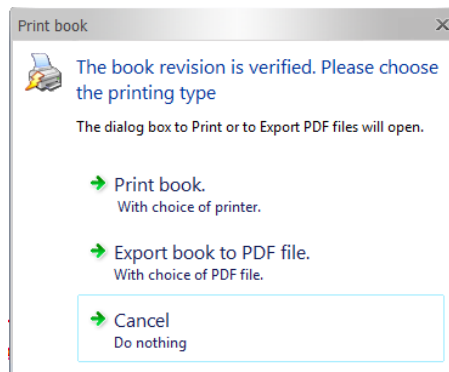 Print book
The book revision is verified. Please choose
the printing type
The dialog box to Print or to Export PDF files will open.
Print book.
With choice of printer.
Export book to PDF file.
With choice of PDF file.
Cancel
Do nothing